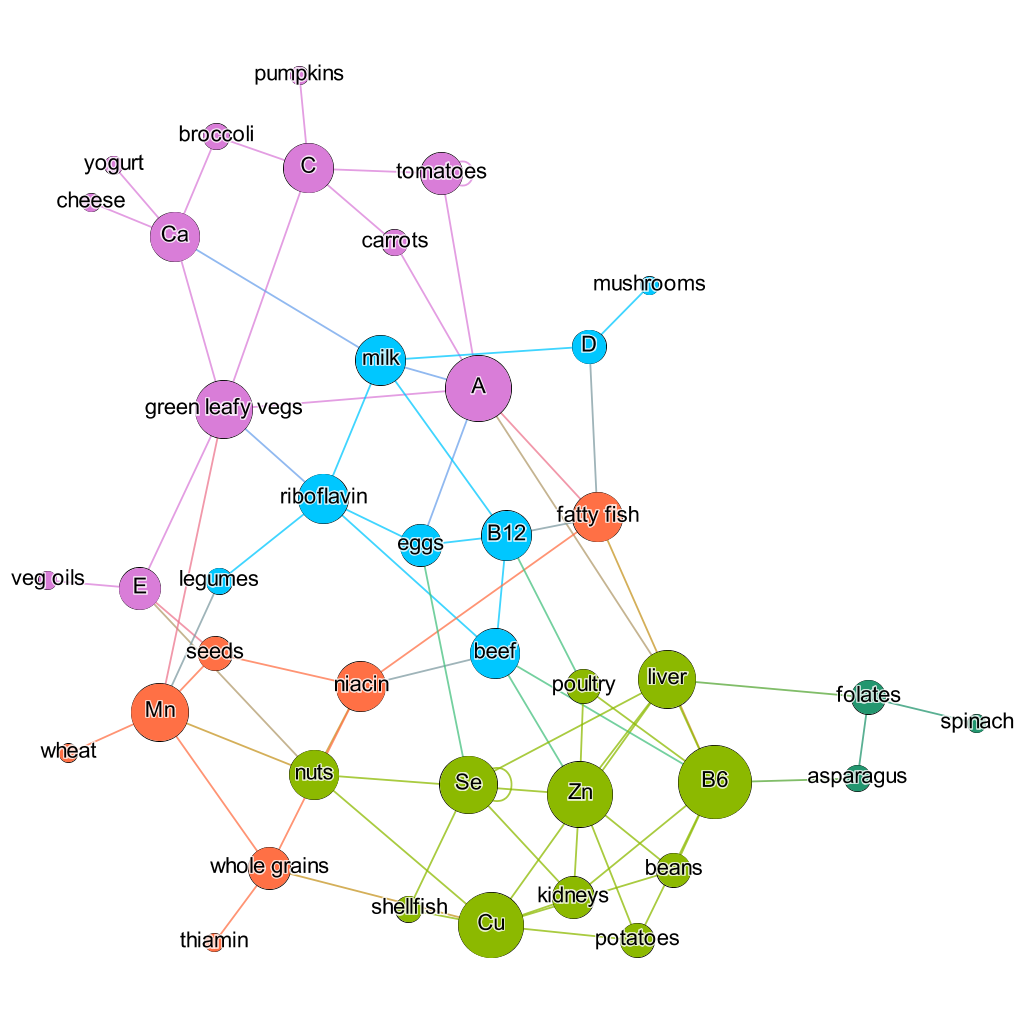 pumpkins
broccoli
yogurt
C
tomatoes
cheese
Ca
carrots
mushrooms
milk
D
A
green leafy vegs
riboflavin
fatty fish
eggs
B12
veg oils
E
legumes
seeds
beef
niacin
poultry
liver
folates
Mn
spinach
wheat
nuts
Se
Zn
B6
asparagus
whole grains
beans
shellfish
kidneys
Cu
thiamin
potatoes